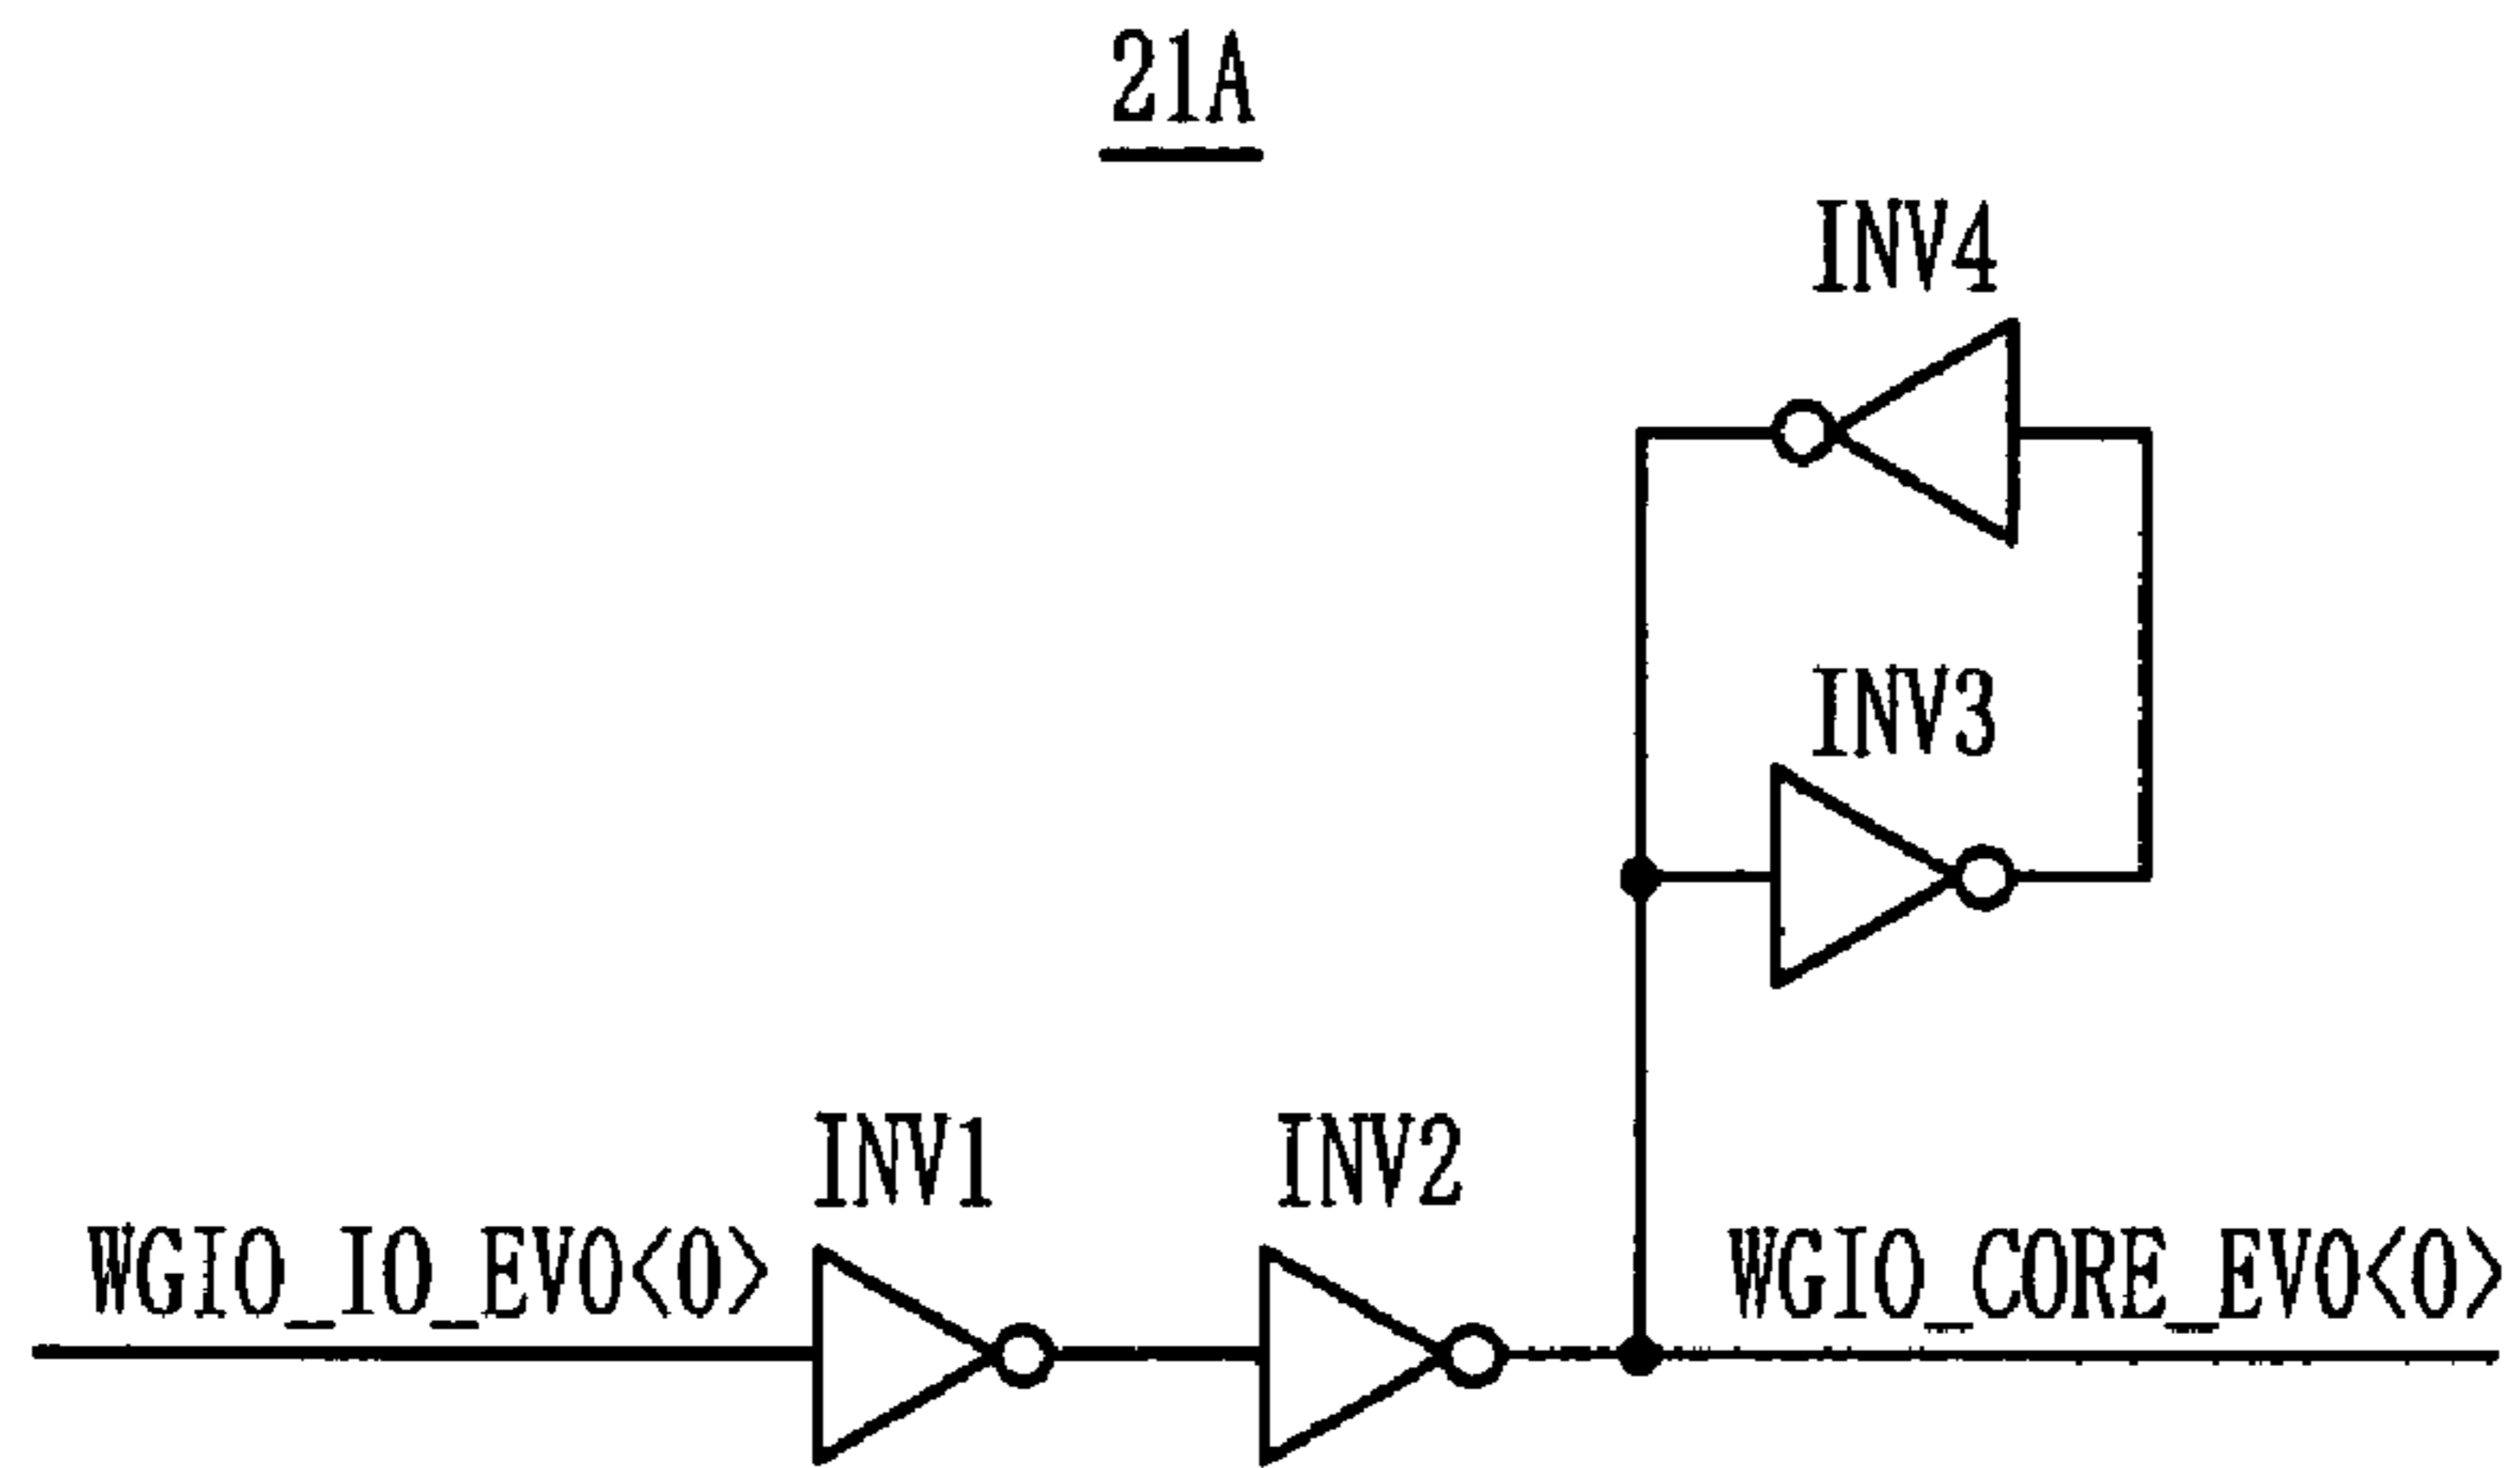 21A
INV4
INV3
INV1
INV2
WGIO_IO_EVO<0>
WGIO_CORE_EVO<0>